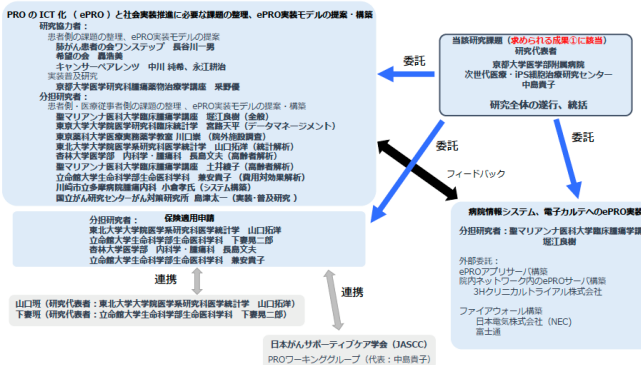 PRO の ICT 化（ ePRO ）と社会実装推進に必要な課題の整理、ePRO実装モデルの提案・構築
研究協力者：
患者側の課題の整理、ePRO実装モデルの提案
肺がん患者の会ワンステップ　長谷川一男
希望の会　轟浩美
キャンサーペアレンツ　中川 純希、永江耕治
実装普及研究
京都大学医学研究科腫瘍薬物治療学講座　采野優
分担研究者：
患者側・医療従事者側の課題の整理 、ePRO実装モデルの提案・構築
聖マリアンナ医科大学臨床腫瘍学講座　堀江良樹（全般）
東京大学大学院医学研究科臨床統計学　宮路天平（データマネージメント）
東京薬科大学医療実務薬学教室 川口崇（院外施設調査）
東北大学大学院医学系研究科医学統計学　山口拓洋（統計解析）
杏林大学医学部　内科学・腫瘍科　長島文夫（高齢者解析）
聖マリアンナ医科大学臨床腫瘍学講座　土井綾子（高齢者解析）
立命館大学生命科学部生命医科学科　兼安貴子（費用対効果解析）
川崎市立多摩病院腫瘍内科　小倉孝氏（システム構築）
国立がん研究センターがん対策研究所　島津太一（実装・普及研究 ）
当該研究課題（求められる成果①に該当）
研究代表者
京都大学医学部附属病院
次世代医療・iPS細胞治療研究センター
中島貴子
研究全体の遂行、統括
委託
委託
委託
フィードバック
分担研究者：　保険適用申請
東北大学大学院医学系研究科医学統計学　山口拓洋
立命館大学生命科学部生命医科学科　下妻晃二郎
杏林大学医学部　内科学・腫瘍科　長島文夫
立命館大学生命科学部生命医科学科　兼安貴子
連携
連携
山口班（研究代表者：東北大学大学院医学系研究科医学統計学　山口拓洋）
下妻班（研究代表者：立命館大学生命科学部生命医科学科　下妻晃二郎）
日本がんサポーティブケア学会（JASCC）
PROワーキンググループ（代表：中島貴子）
病院情報システム、電子カルテへのePRO実装
分担研究者：聖マリアンナ医科大学臨床腫瘍学講
堀江良樹
外部委託：
ePROアプリサーバ構築
院内ネットワーク内のePROサーバ構築
3Hクリニカルトライアル株式会社
ファイアウォール構築
日本電気株式会社（NEC）
富士通